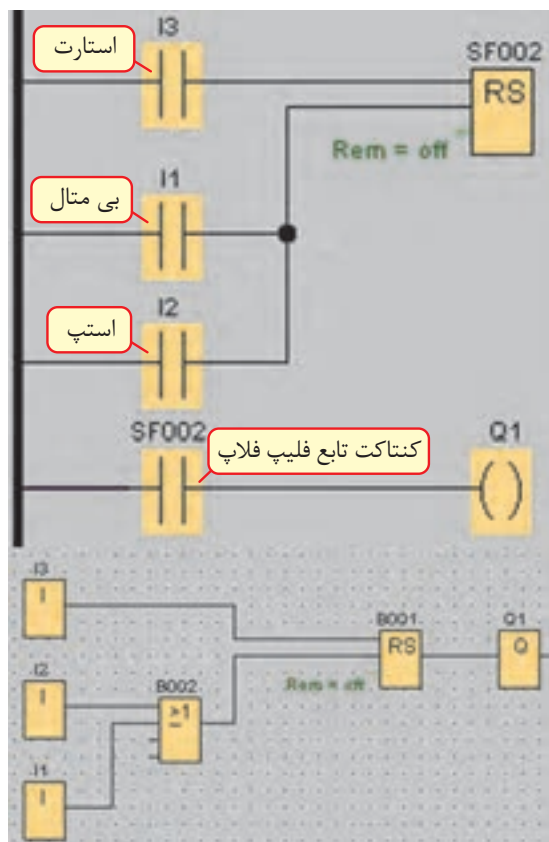 I3
استارت
SF002
RS
Rem = off
I1
بی متال
I2
استپ
SF002
کنتاکت تابع فلیپ فلاپ
Q1
I3
I
B001
RS
Q1
Q
I2
I
B002
≥1
Rem = off
I1
I